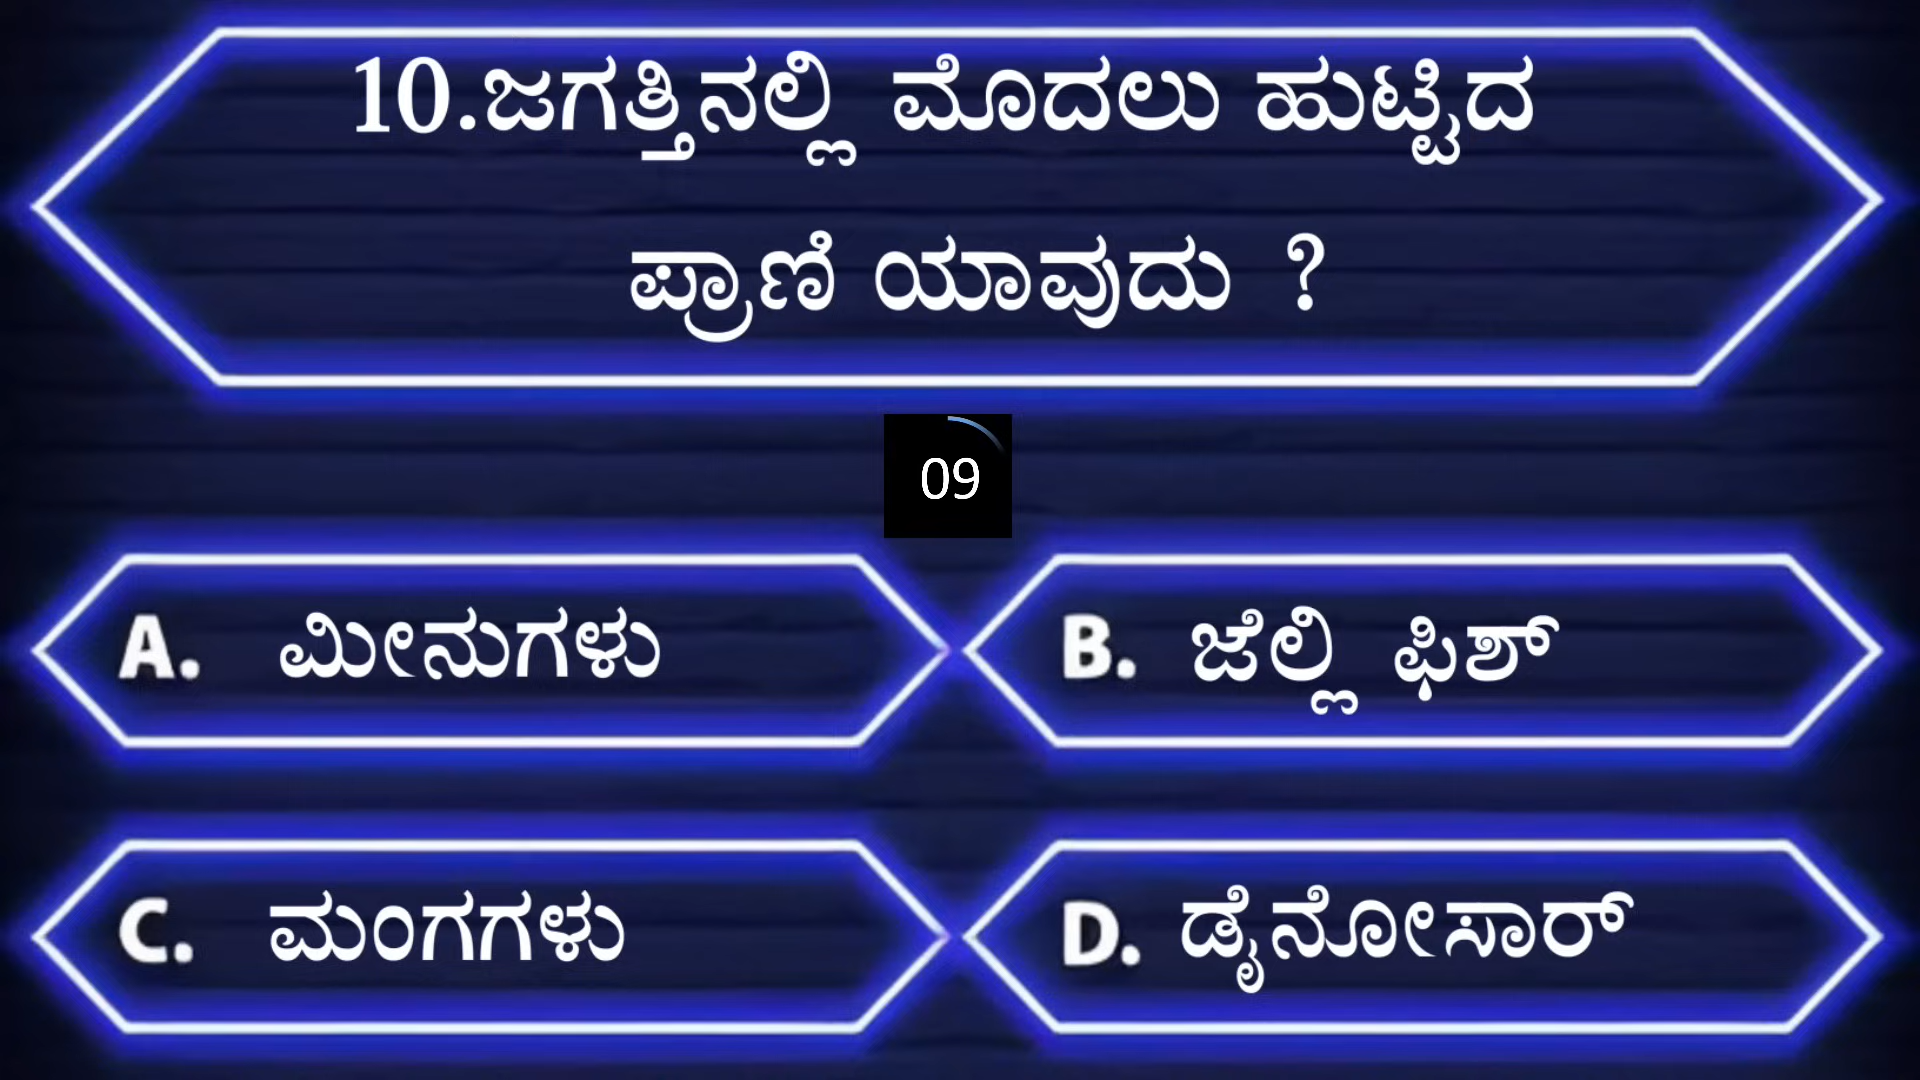 10.ಜಗತ್ತಿನಲ್ಲಿ ಮೊದಲು ಹುಟ್ಟಿದ
ಪ್ರಾಣಿ ಯಾವುದು ?
09
A. ಮೀನುಗಳು
B. ಜೆಲ್ಲಿ ಫಿಶ್
C. ಮಂಗಗಳು
D. ಡೈನೋಸಾರ್